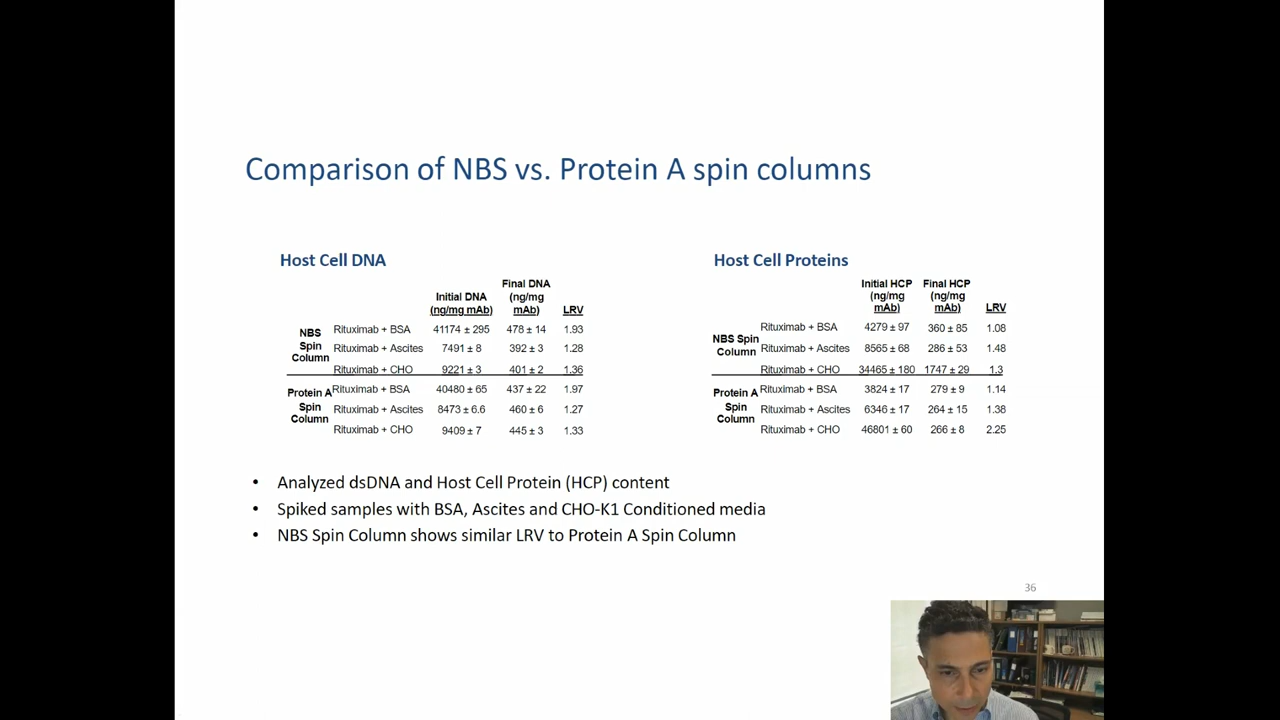 Comparison of NBS vs. Protein A spin columns
Host Cell DNA
Initial DNA (ng/mg mAb) Final DNA (ng/mg mAb) LRV
NBS Spin Column
Rituximab + BSA 41174 ± 295 478 ± 14 1.93
Rituximab + Ascites 7491 ± 8 392 ± 3 1.28
Rituximab + CHO 9221 ± 3 401 ± 2 1.36
Protein A Spin Column
Rituximab + BSA 40480 ± 65 437 ± 22 1.97
Rituximab + Ascites 8473 ± 6.6 460 ± 6 1.27
Rituximab + CHO 9409 ± 7 445 ± 3 1.33
Host Cell Proteins
Initial HCP (ng/mg mAb) Final HCP (ng/mg mAb) LRV
NBS Spin Column
Rituximab + BSA 4279 ± 97 360 ± 85 1.08
Rituximab + Ascites 8565 ± 68 286 ± 53 1.48
Rituximab + CHO 34465 ± 180 1747 ± 29 1.3
Protein A Spin Column
Rituximab + BSA 3824 ± 17 279 ± 9 1.14
Rituximab + Ascites 6346 ± 17 264 ± 15 1.38
Rituximab + CHO 46801 ± 60 266 ± 8 2.25
• Analyzed dsDNA and Host Cell Protein (HCP) content
• Spiked samples with BSA, Ascites and CHO-K1 Conditioned media
• NBS Spin Column shows similar LRV to Protein A Spin Column
36